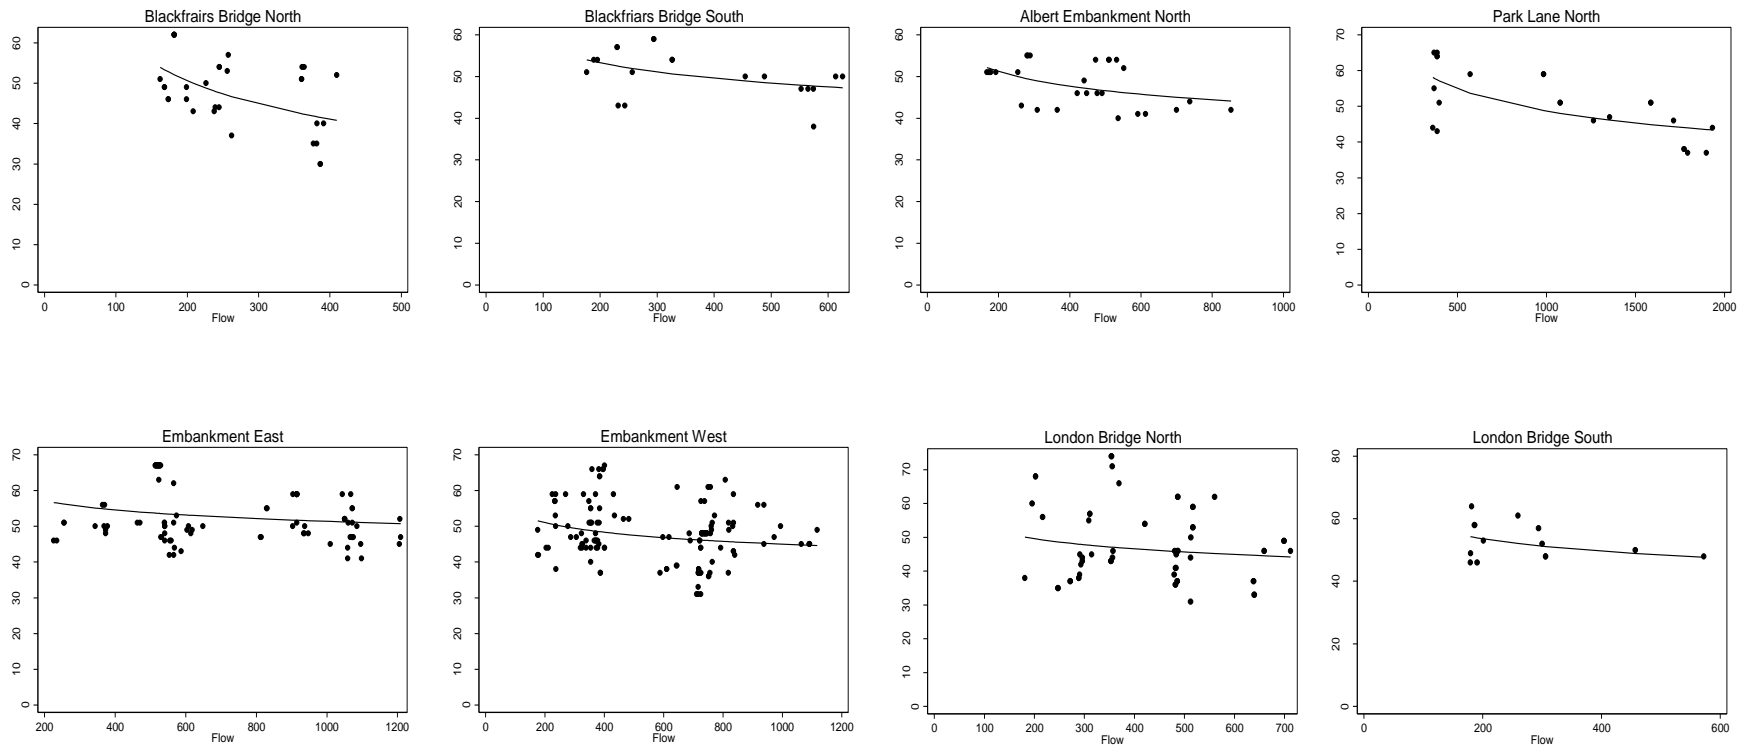 Blackfrairs Bridge North
60
50
40
30
20
10
0
0 100 200 300 400 500
Flow
Blackfriars Bridge South
60
50
40
30
20
10
0
0 100 200 300 400 500 600
Flow
Albert Embankment North
60
50
40
30
20
10
0
0 200 400 600 800 1000
Flow
Park Lane North
70
60
50
40
30
20
10
0
0 500 1000 1500 2000
Flow
Embankment East
70
60
50
40
30
20
10
0
200 400 600 800 1000 1200
Flow
Embankment West
70
60
50
40
30
20
10
0
0 200 400 600 800 1000 1200
Flow
London Bridge North
70
60
50
40
30
20
10
0
0 100 200 300 400 500 600 700
Flow
London Bridge South
80
60
40
20
0
0 200 400 600
Flow